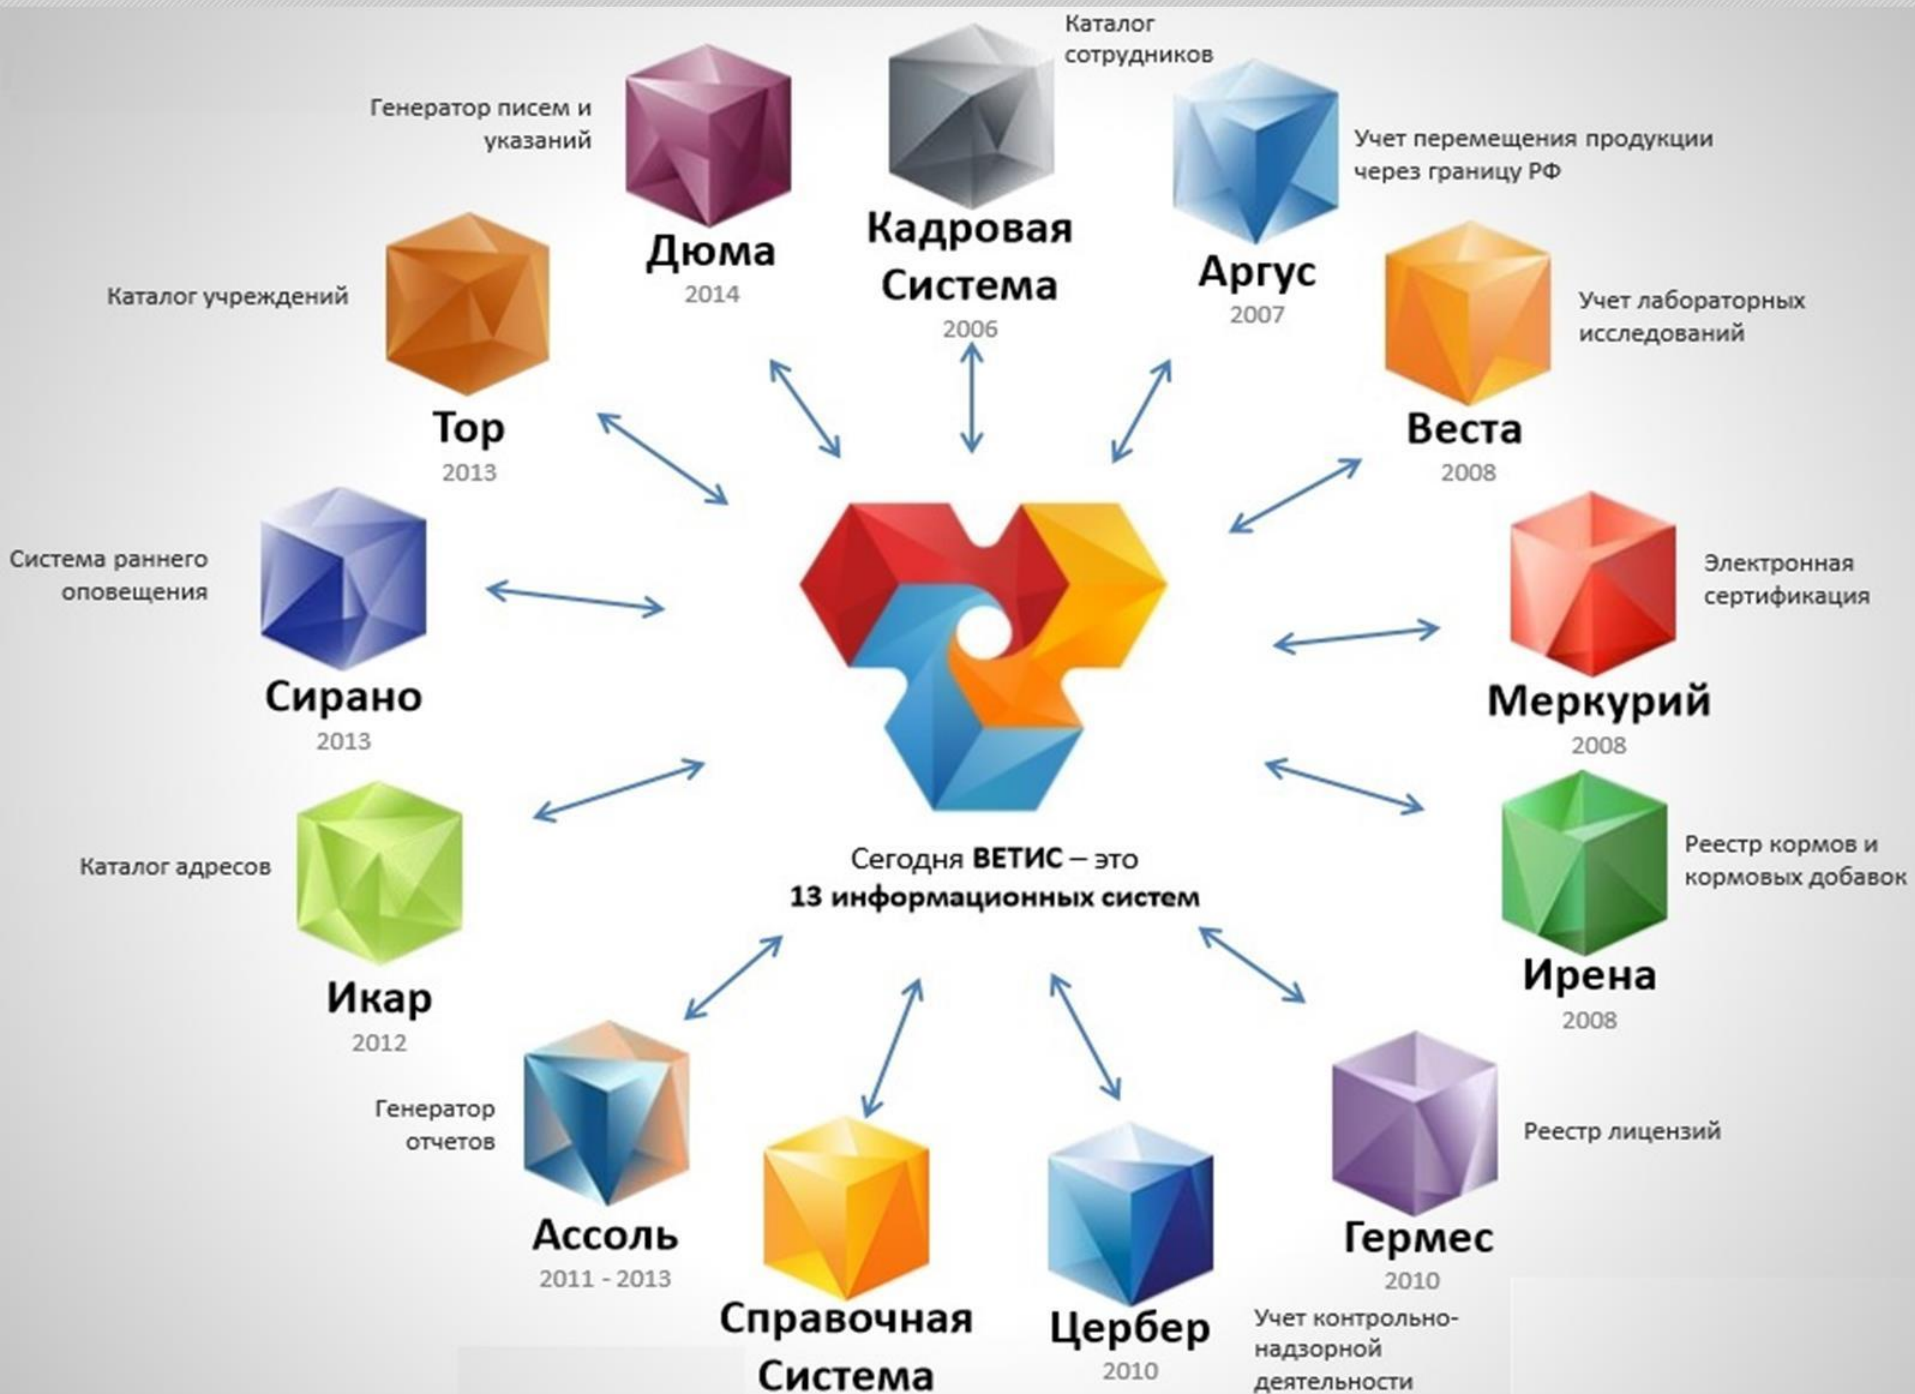 Каталог
сотрудников
Кадровая
Система
2006
Учет перемещения продукции
через границу РФ
Аргус
2007
Учет лабораторных
исследований
Веста
2008
Электронная
сертификация
Меркурий
2008
Реестр кормов и
кормовых добавок
Ирена
2008
Реестр лицензий
Гермес
2010
Учет контрольно-
надзорной
деятельности
Цербер
2010
Справочная
Система
Генератор
отчетов
Ассоль
2011 - 2013
Каталог адресов
Икар
2012
Система раннего
оповещения
Сирано
2013
Каталог учреждений
Тор
2013
Генератор писем и
указаний
Дюма
2014
Сегодня ВЕТИС – это
13 информационных систем